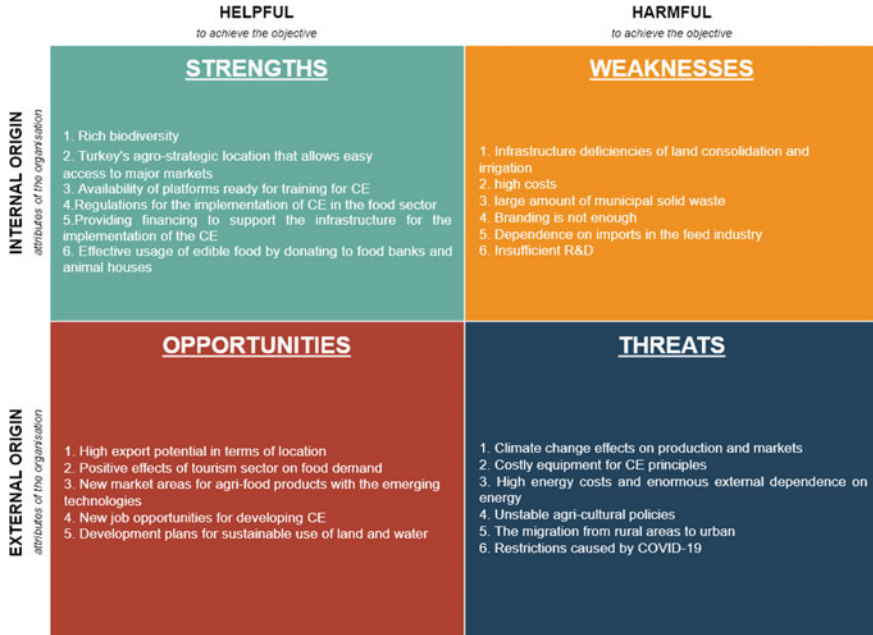 HELPFUL
to achieve the objective
HARMFUL
to achieve the objective
INTERNAL ORIGIN
attributes of the organisation
STRENGTHS
1. Rich biodiversity
2. Turkey's agro-strategic location that allows easy
access to major markets
3. Availability of platforms ready for training for CE
4.Regulations for the implementation of CE in the food sector
5.Providing financing to support the infrastructure for the
implementation of the CE
6. Effective usage of edible food by donating to food banks and
animal houses
WEAKNESSES
1. Infrastructure deficiencies of land consolidation and
irrigation
2. high costs
3. large amount of municipal solid waste
4. Branding is not enough
5. Dependence on imports in the feed industry
6. Insufficient R&D
EXTERNAL ORIGIN
attributes of the organisation
OPPORTUNITIES
1. High export potential in terms of location
2. Positive effects of tourism sector on food demand
3. New market areas for agri-food products with the emerging
technologies
4. New job opportunities for developing CE
5. Development plans for sustainable use of land and water
THREATS
1. Climate change effects on production and markets
2. Costly equipment for CE principles
3. High energy costs and enormous external dependence on
energy
4. Unstable agri-cultural policies
5. The migration from rural areas to urban
6. Restrictions caused by COVID-19